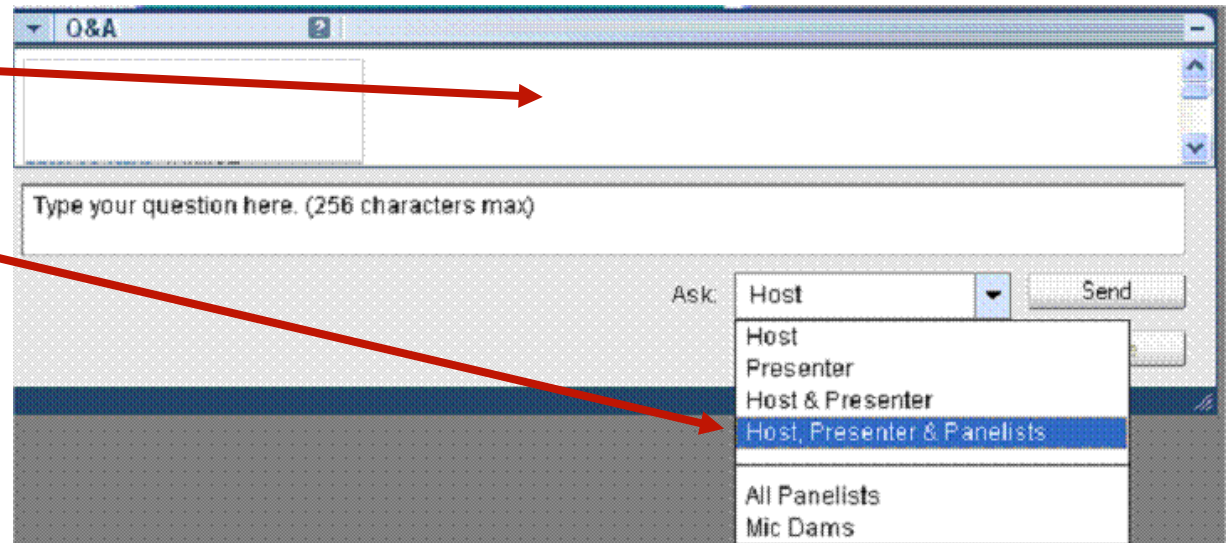 Q&A ?
Type your question here. (256 characters max)
Ask: Host Send
Host
Presenter
Host & Presenter
Host, Presenter & Panelists
All Panelists
Mic Dams